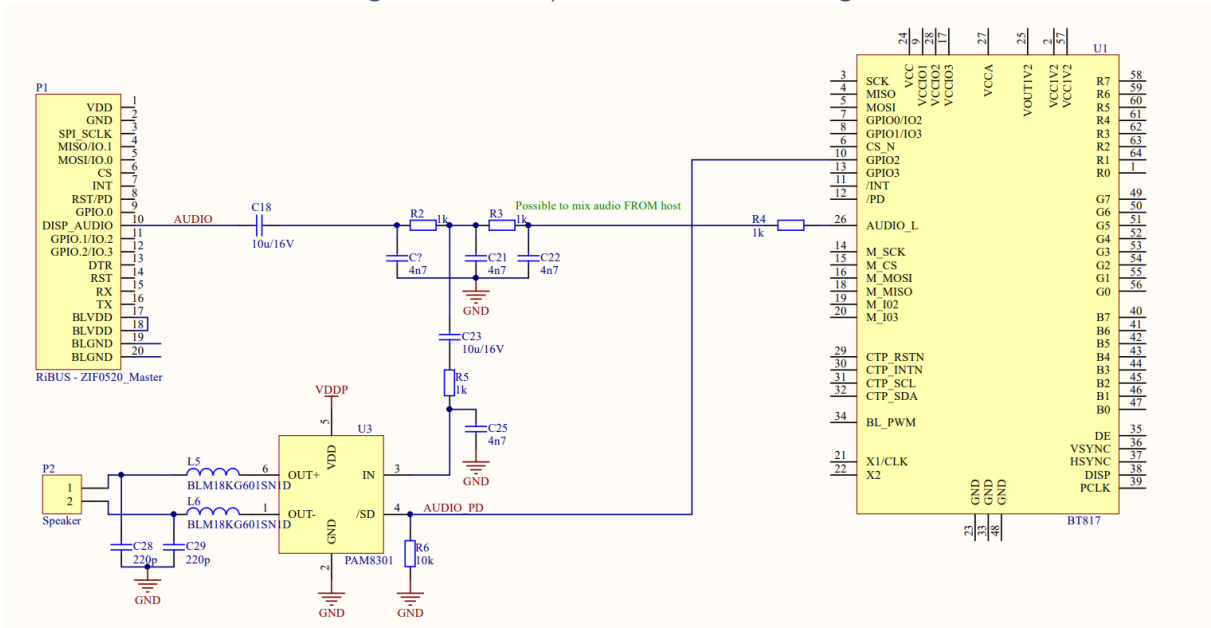 P1
VDD 1
GND 2
SPI_SCLK 3
MISO/IO.1 4
MOSI/IO.0 5
CS 6
INT 7
RST/PD 8
GPIO.0 9
DISP_AUDIO 10
GPIO.1/IO.2 11
GPIO.2/IO.3 12
DTR 13
RST 14
RX 15
TX 16
BLVDD 17
BLVDD 18
BLGND 19
BLGND 20
RiBUS - ZIF0520_Master
AUDIO
C18
10u/16V
R2
1k
R3
1k
Possible to mix audio FROM host
R4
1k
C?
4n7
C21
4n7
C22
4n7
GND
C23
10u/16V
R5
1k
C25
4n7
GND
VDDP
5
U3
VDD
6 OUT+
IN 3
1 OUT-
/SD 4
GND
2
PAM8301
GND
AUDIO_PD
R6
10k
GND
P2
1
2
Speaker
L5
BLM18KG601SN1D
L6
BLM18KG601SN1D
C28
220p
C29
220p
GND
U1
24 VCC
9 VCCIO1
28 VCCIO2
17 VCCIO3
27 VCCA
25 VOUT1V2
2 VCC1V2
57 VCC1V2
3 SCK
4 MISO
5 MOSI
7 GPIO0/IO2
8 GPIO1/IO3
6 CS_N
10 GPIO2
13 GPIO3
11 /INT
12 /PD
26 AUDIO_L
14 M_SCK
15 M_CS
16 M_MOSI
18 M_MISO
19 M_I02
20 M_I03
29 CTP_RSTN
30 CTP_INTN
31 CTP_SCL
32 CTP_SDA
34 BL_PWM
21 X1/CLK
22 X2
R7 58
R6 59
R5 60
R4 61
R3 62
R2 63
R1 64
R0 1
G7 49
G6 50
G5 51
G4 52
G3 53
G2 54
G1 55
G0 56
B7 40
B6 41
B5 42
B4 43
B3 44
B2 45
B1 46
B0 47
DE 35
VSYNC 36
HSYNC 37
DISP 38
PCLK 39
GND 23
GND 33
GND 48
BT817